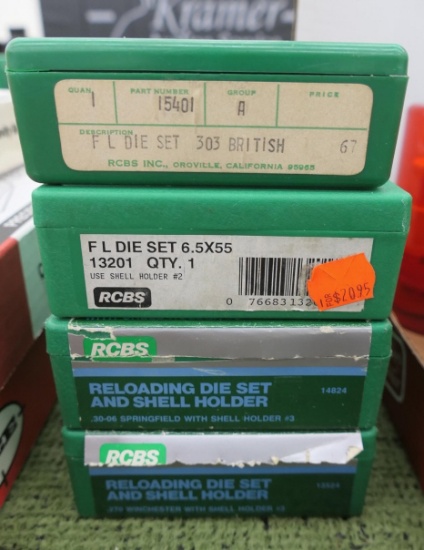 Kramer
QUAN. PART NUMBER GROUP PRICE
1 15401 A
DESCRIPTION
F L DIE SET 303 BRITISH 67
RCBS INC., OROVILLE, CALIFORNIA 95965
F L DIE SET 6.5X55
13201 QTY. 1
USE SHELL HOLDER #2
RCBS
0 76683 132
$20.95
RCBS
RELOADING DIE SET
AND SHELL HOLDER
14824
.30-06 SPRINGFIELD WITH SHELL HOLDER #3
RCBS
RELOADING DIE SET
AND SHELL HOLDER
.270 WINCHESTER WITH SHELL HOLDER #3